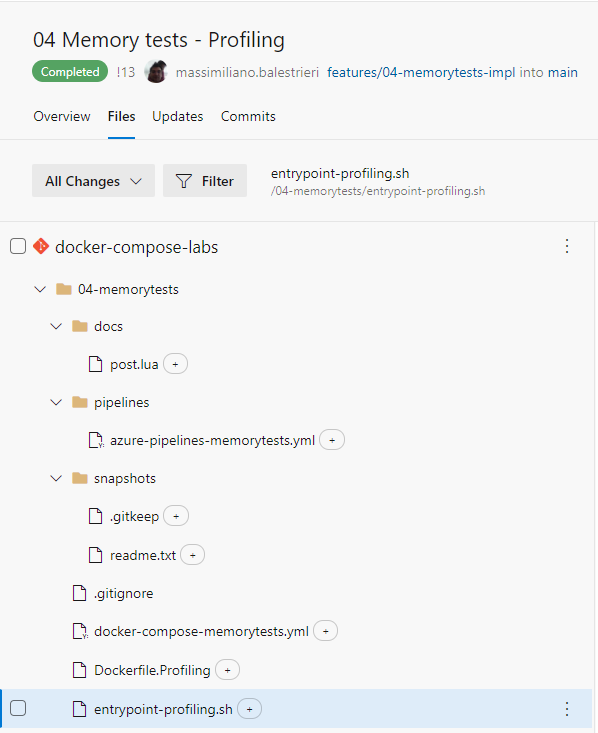 04 Memory tests - Profiling
Completed !13 massimiliano.balestrieri features/04-memorytests-impl into main
Overview Files Updates Commits
All Changes Filter entrypoint-profiling.sh
/04-memorytests/entrypoint-profiling.sh
docker-compose-labs
04-memorytests
docs
post.lua +
pipelines
Y: azure-pipelines-memorytests.yml +
snapshots
.gitkeep +
readme.txt +
.gitignore
Y: docker-compose-memorytests.yml +
Dockerfile.Profiling +
entrypoint-profiling.sh +